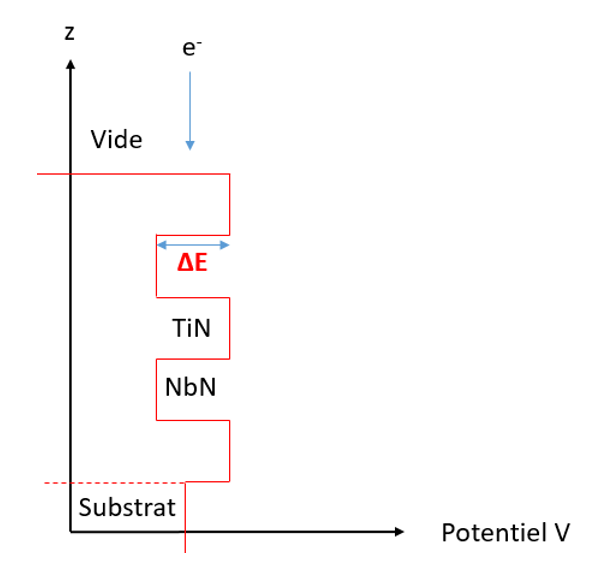 z
e⁻
Vide
ΔE
TiN
NbN
Substrat
Potentiel V